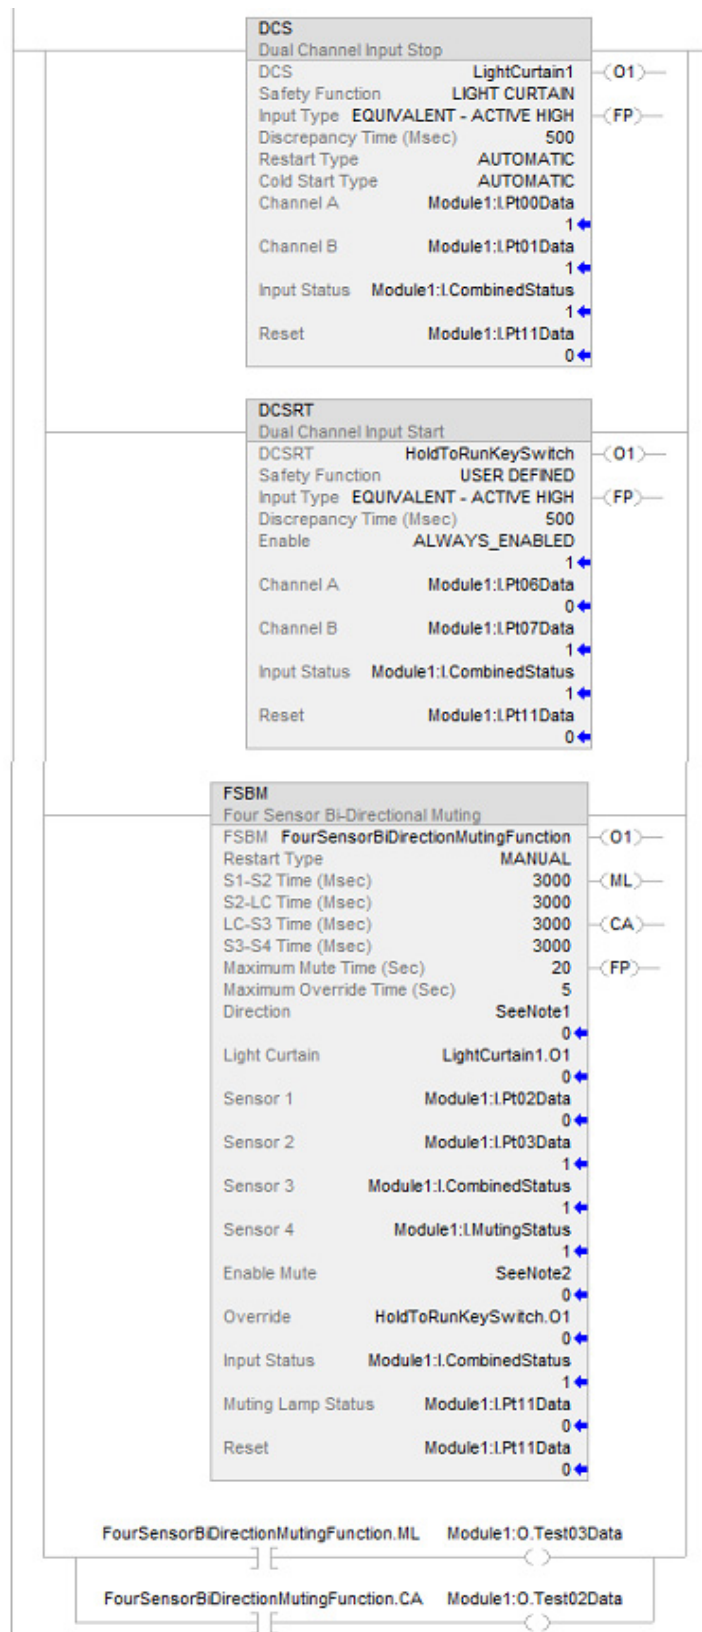 DCS
Dual Channel Input Stop
DCS LightCurtain1 (O1)
Safety Function LIGHT CURTAIN
Input Type EQUIVALENT - ACTIVE HIGH (FP)
Discrepancy Time (Msec) 500
Restart Type AUTOMATIC
Cold Start Type AUTOMATIC
Channel A Module1:I.Pt00Data
1
Channel B Module1:I.Pt01Data
1
Input Status Module1:I.CombinedStatus
1
Reset Module1:I.Pt11Data
0
DCSRT
Dual Channel Input Start
DCSRT HoldToRunKeySwitch (O1)
Safety Function USER DEFINED
Input Type EQUIVALENT - ACTIVE HIGH (FP)
Discrepancy Time (Msec) 500
Enable ALWAYS_ENABLED
1
Channel A Module1:I.Pt06Data
0
Channel B Module1:I.Pt07Data
1
Input Status Module1:I.CombinedStatus
1
Reset Module1:I.Pt11Data
0
FSBM
Four Sensor Bi-Directional Muting
FSBM FourSensorBiDirectionMutingFunction (O1)
Restart Type MANUAL
S1-S2 Time (Msec) 3000 (ML)
S2-LC Time (Msec) 3000
LC-S3 Time (Msec) 3000 (CA)
S3-S4 Time (Msec) 3000
Maximum Mute Time (Sec) 20 (FP)
Maximum Override Time (Sec) 5
Direction SeeNote1
0
Light Curtain LightCurtain1.O1
0
Sensor 1 Module1:I.Pt02Data
0
Sensor 2 Module1:I.Pt03Data
1
Sensor 3 Module1:I.CombinedStatus
1
Sensor 4 Module1:I.MutingStatus
1
Enable Mute SeeNote2
0
Override HoldToRunKeySwitch.O1
0
Input Status Module1:I.CombinedStatus
1
Muting Lamp Status Module1:I.Pt11Data
0
Reset Module1:I.Pt11Data
0
FourSensorBiDirectionMutingFunction.ML Module1:O.Test03Data
FourSensorBiDirectionMutingFunction.CA Module1:O.Test02Data